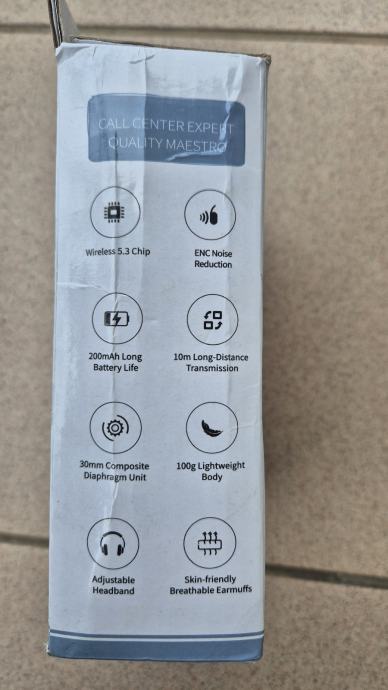 CALL CENTER EXPERT
QUALITY MAESTRO
Wireless 5.3 Chip
ENC Noise
Reduction
200mAh Long
Battery Life
10m Long-Distance
Transmission
30mm Composite
Diaphragm Unit
100g Lightweight
Body
Adjustable
Headband
Skin-friendly
Breathable Earmuffs